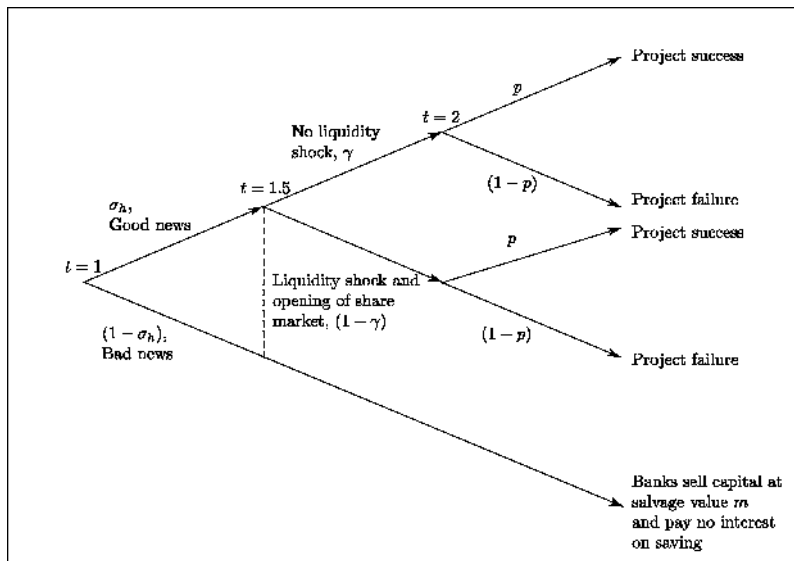 Project success
p
t = 2
No liquidity
shock, γ
(1 − p)
t = 1.5
Project failure
σₕ,
Good news
Project success
p
t = 1
Liquidity shock and
opening of share
market, (1 − γ)
(1 − σₕ),
Bad news
(1 − p)
Project failure
Banks sell capital at
salvage value m
and pay no interest
on saving